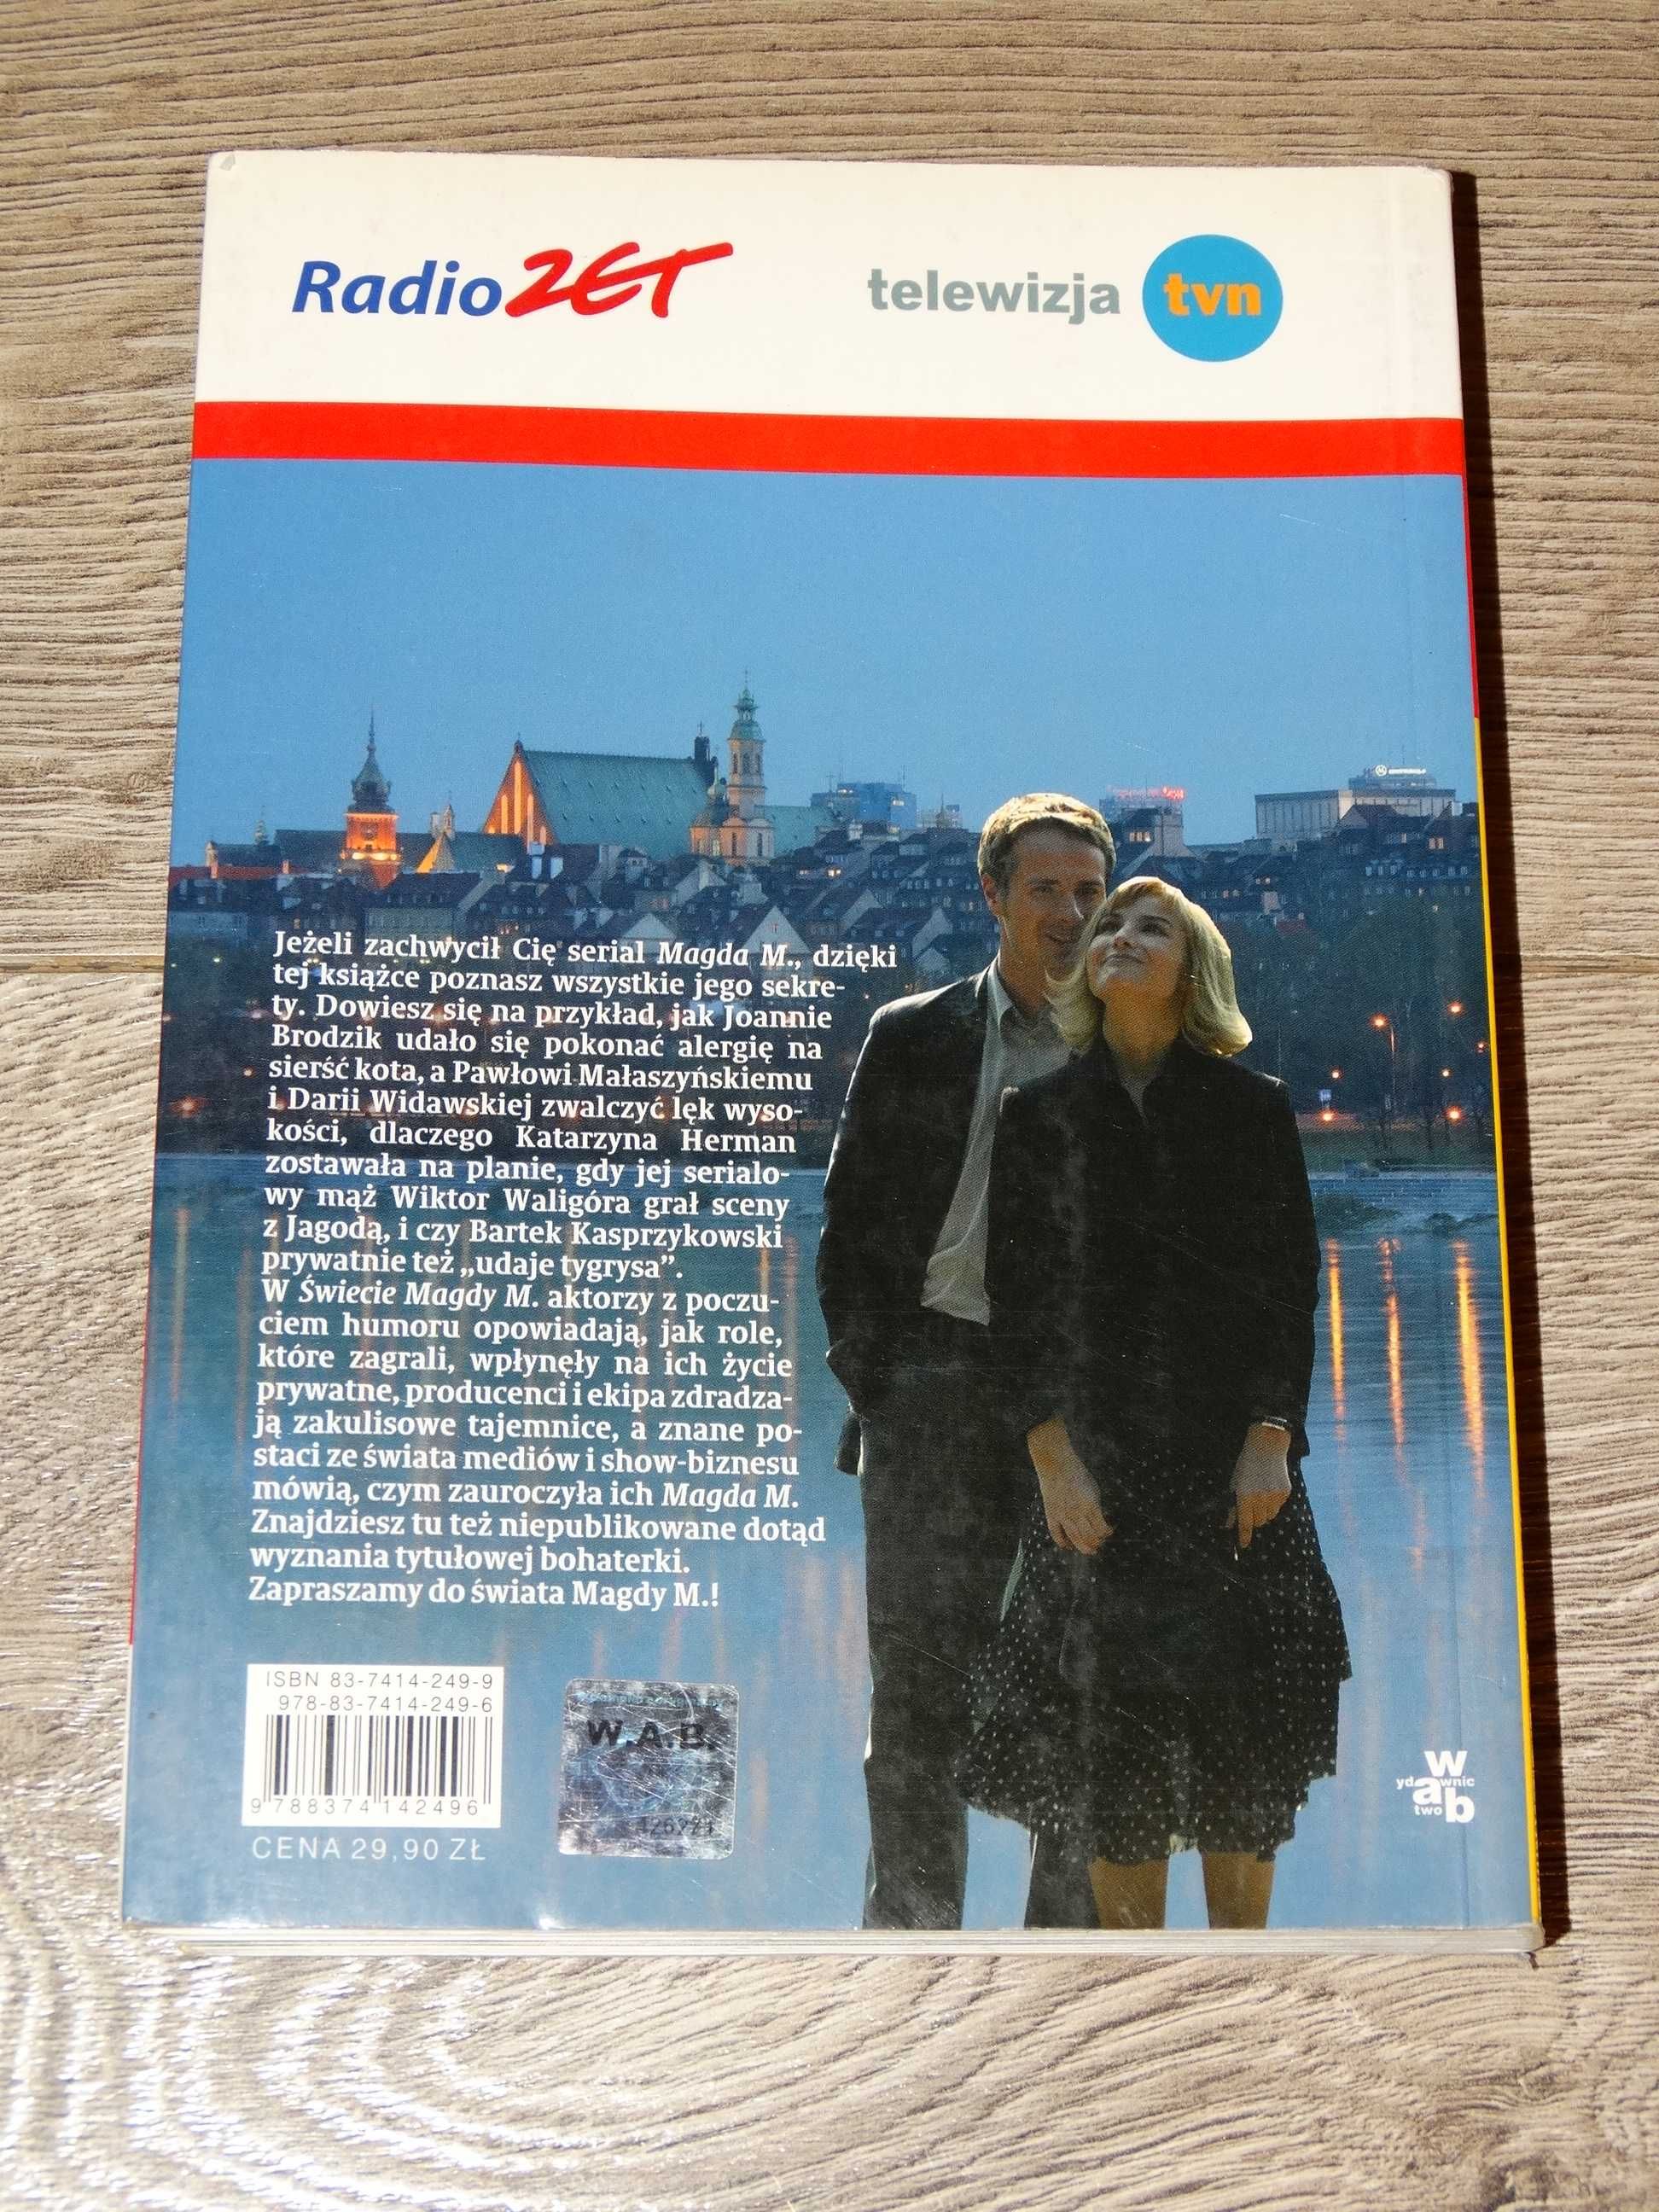 Radio ZET
telewizja tvn
Jeżeli zachwycił Cię serial Magda M., dzięki
tej książce poznasz wszystkie jego sekre-
ty. Dowiesz się na przykład, jak Joannie
Brodzik udało się pokonać alergię na
sierść kota, a Pawłowi Małaszyńskiemu
i Darii Widawskiej zwalczyć lęk wyso-
kości, dlaczego Katarzyna Herman
zostawała na planie, gdy jej serialo-
wy mąż Wiktor Waligóra grał sceny
z Jagodą, i czy Bartek Kasprzykowski
prywatnie też „udaje tygrysa”.
W Świecie Magdy M. aktorzy z poczu-
ciem humoru opowiadają, jak role,
które zagrali, wpłynęły na ich życie
prywatne, producenci i ekipa zdradza-
ją zakulisowe tajemnice, a znane po-
staci ze świata mediów i show-biznesu
mówią, czym zauroczyła ich Magda M.
Znajdziesz tu też niepublikowane dotąd
wyznania tytułowej bohaterki.
Zapraszamy do świata Magdy M.!
ISBN 83-7414-249-9
978-83-7414-249-6
9 788374 142496
CENA 29,90 ZŁ
W.A.B.
w
yd a wnic
two b